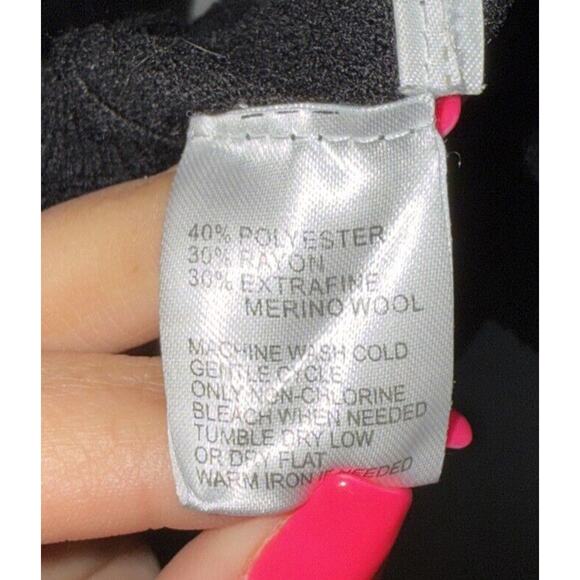 40% POLYESTER
30% RAYON
30% EXTRAFINE
MERINO WOOL
MACHINE WASH COLD
GENTLE CYCLE
ONLY NON-CHLORINE
BLEACH WHEN NEEDED
TUMBLE DRY LOW
OR DRY FLAT
WARM IRON IF NEEDED